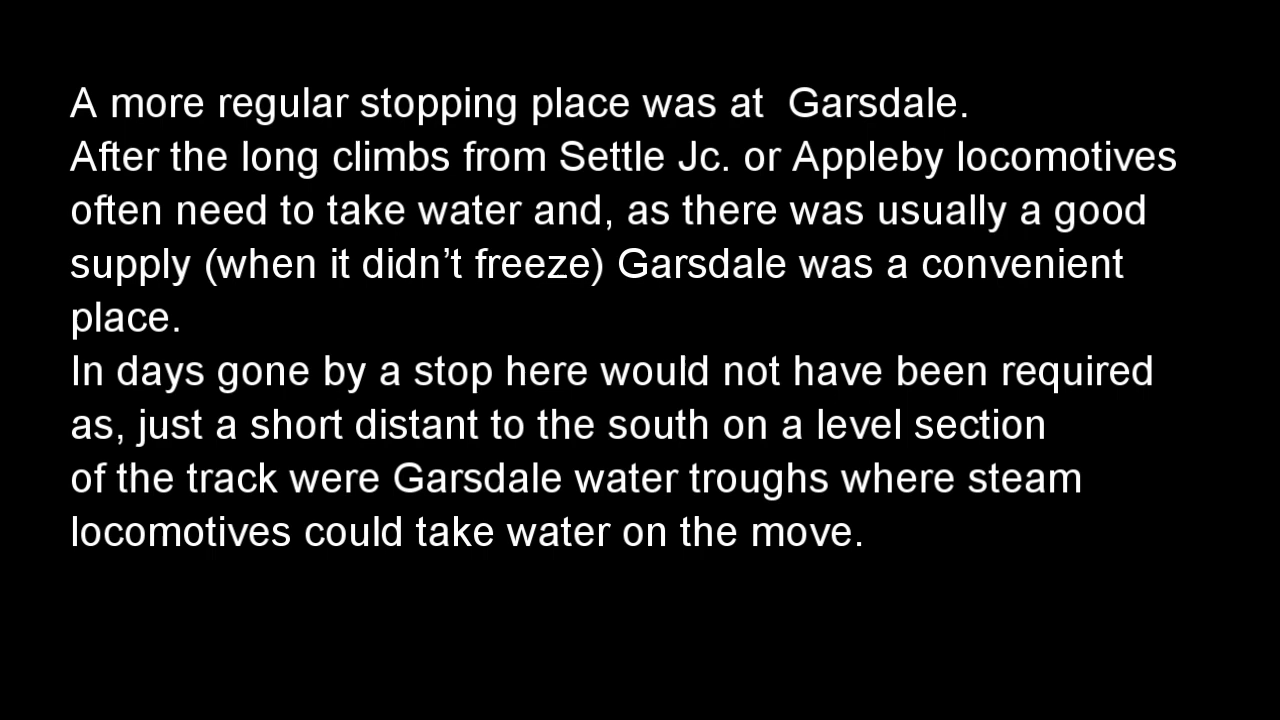 A more regular stopping place was at  Garsdale.
After the long climbs from Settle Jc. or Appleby locomotives
often need to take water and, as there was usually a good
supply (when it didn’t freeze) Garsdale was a convenient
place.
In days gone by a stop here would not have been required
as, just a short distant to the south on a level section
of the track were Garsdale water troughs where steam
locomotives could take water on the move.